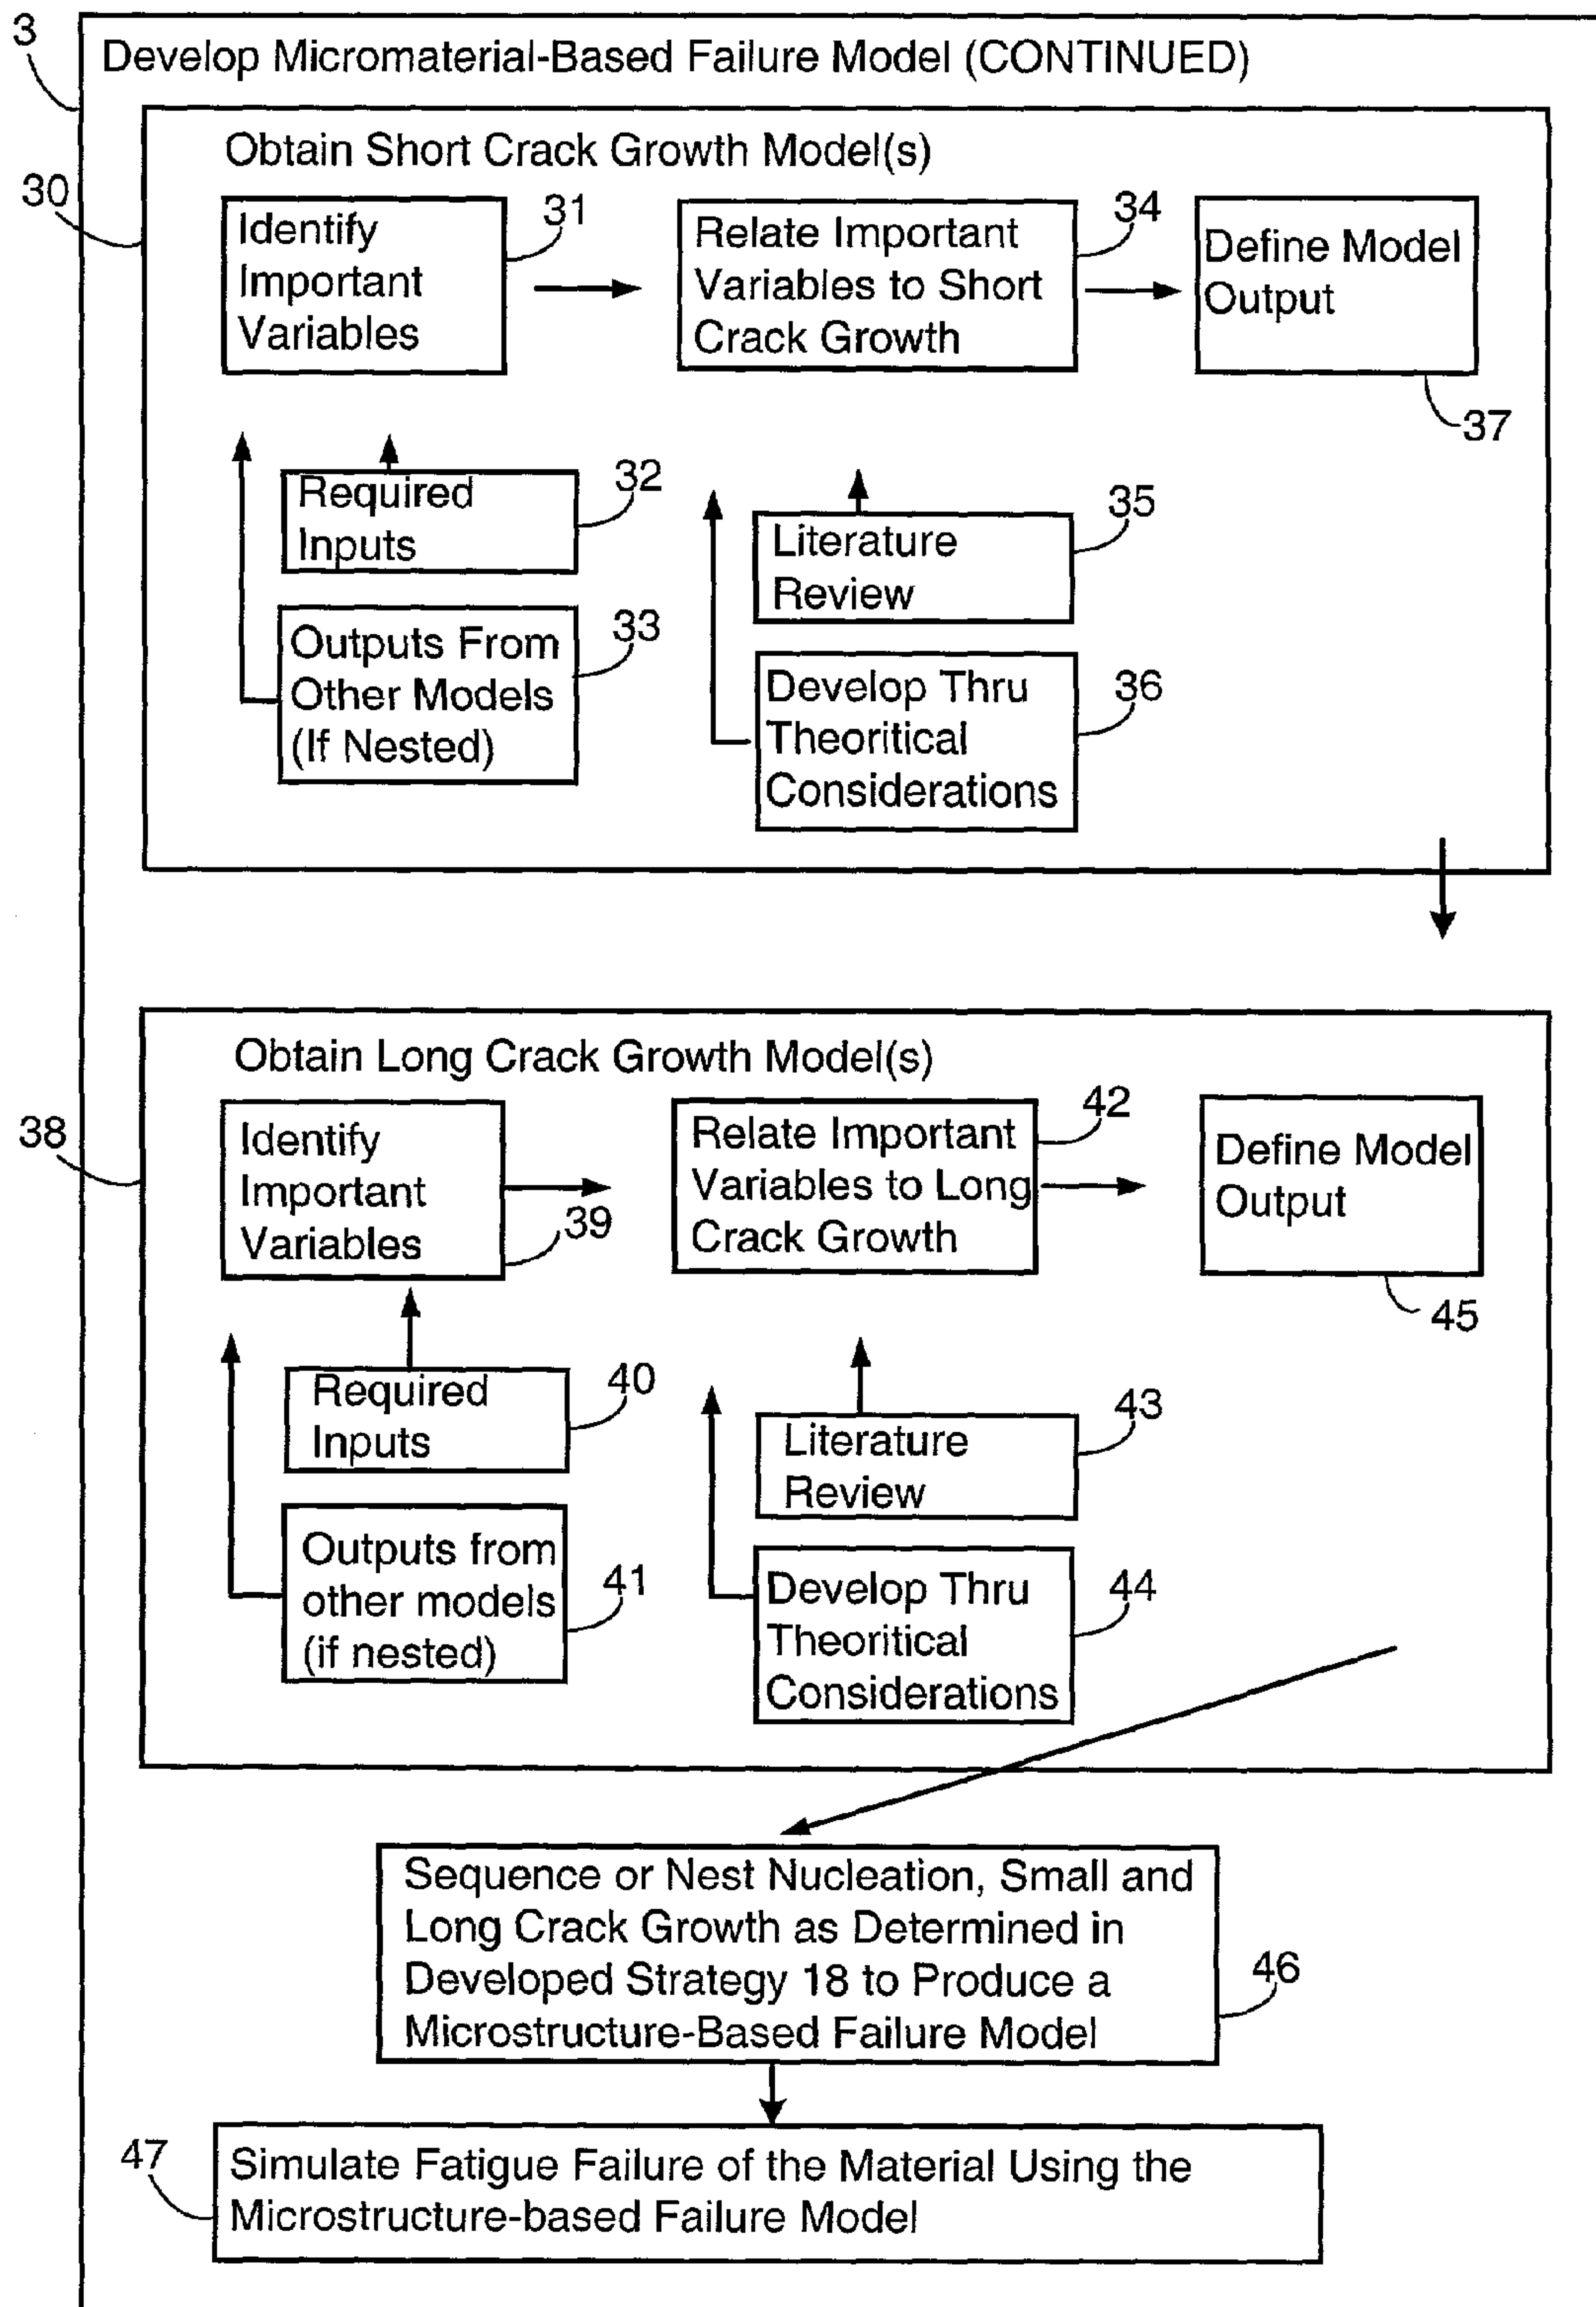 3
Develop Micromaterial-Based Failure Model (CONTINUED)
30
Obtain Short Crack Growth Model(s)
Identify
Important
Variables
31
Relate Important
Variables to Short
Crack Growth
34
Define Model
Output
37
Required
Inputs
32
Literature
Review
35
Outputs From
Other Models
(If Nested)
33
Develop Thru
Theoritical
Considerations
36
38
Obtain Long Crack Growth Model(s)
Identify
Important
Variables
39
Relate Important
Variables to Long
Crack Growth
42
Define Model
Output
45
Required
Inputs
40
Literature
Review
43
Outputs from
other models
(if nested)
41
Develop Thru
Theoritical
Considerations
44
Sequence or Nest Nucleation, Small and
Long Crack Growth as Determined in
Developed Strategy 18 to Produce a
Microstructure-Based Failure Model
46
47
Simulate Fatigue Failure of the Material Using the
Microstructure-based Failure Model